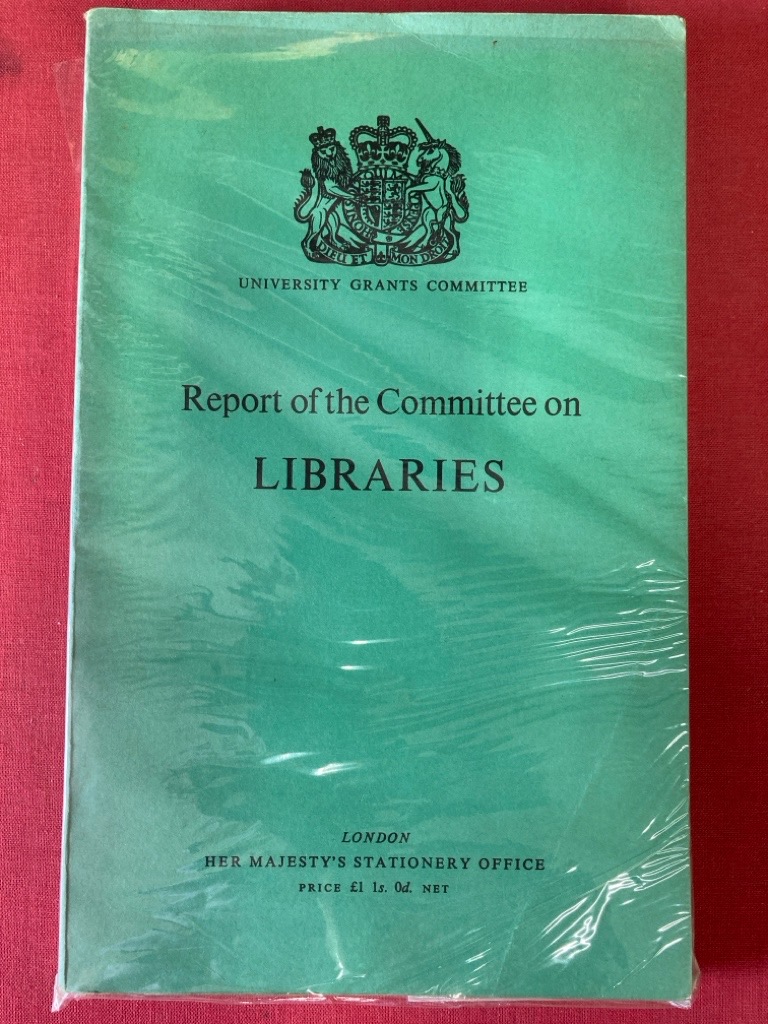 DIEU ET MON DROIT
UNIVERSITY GRANTS COMMITTEE
Report of the Committee on
LIBRARIES
LONDON
HER MAJESTY'S STATIONERY OFFICE
PRICE £1 1s. 0d. NET